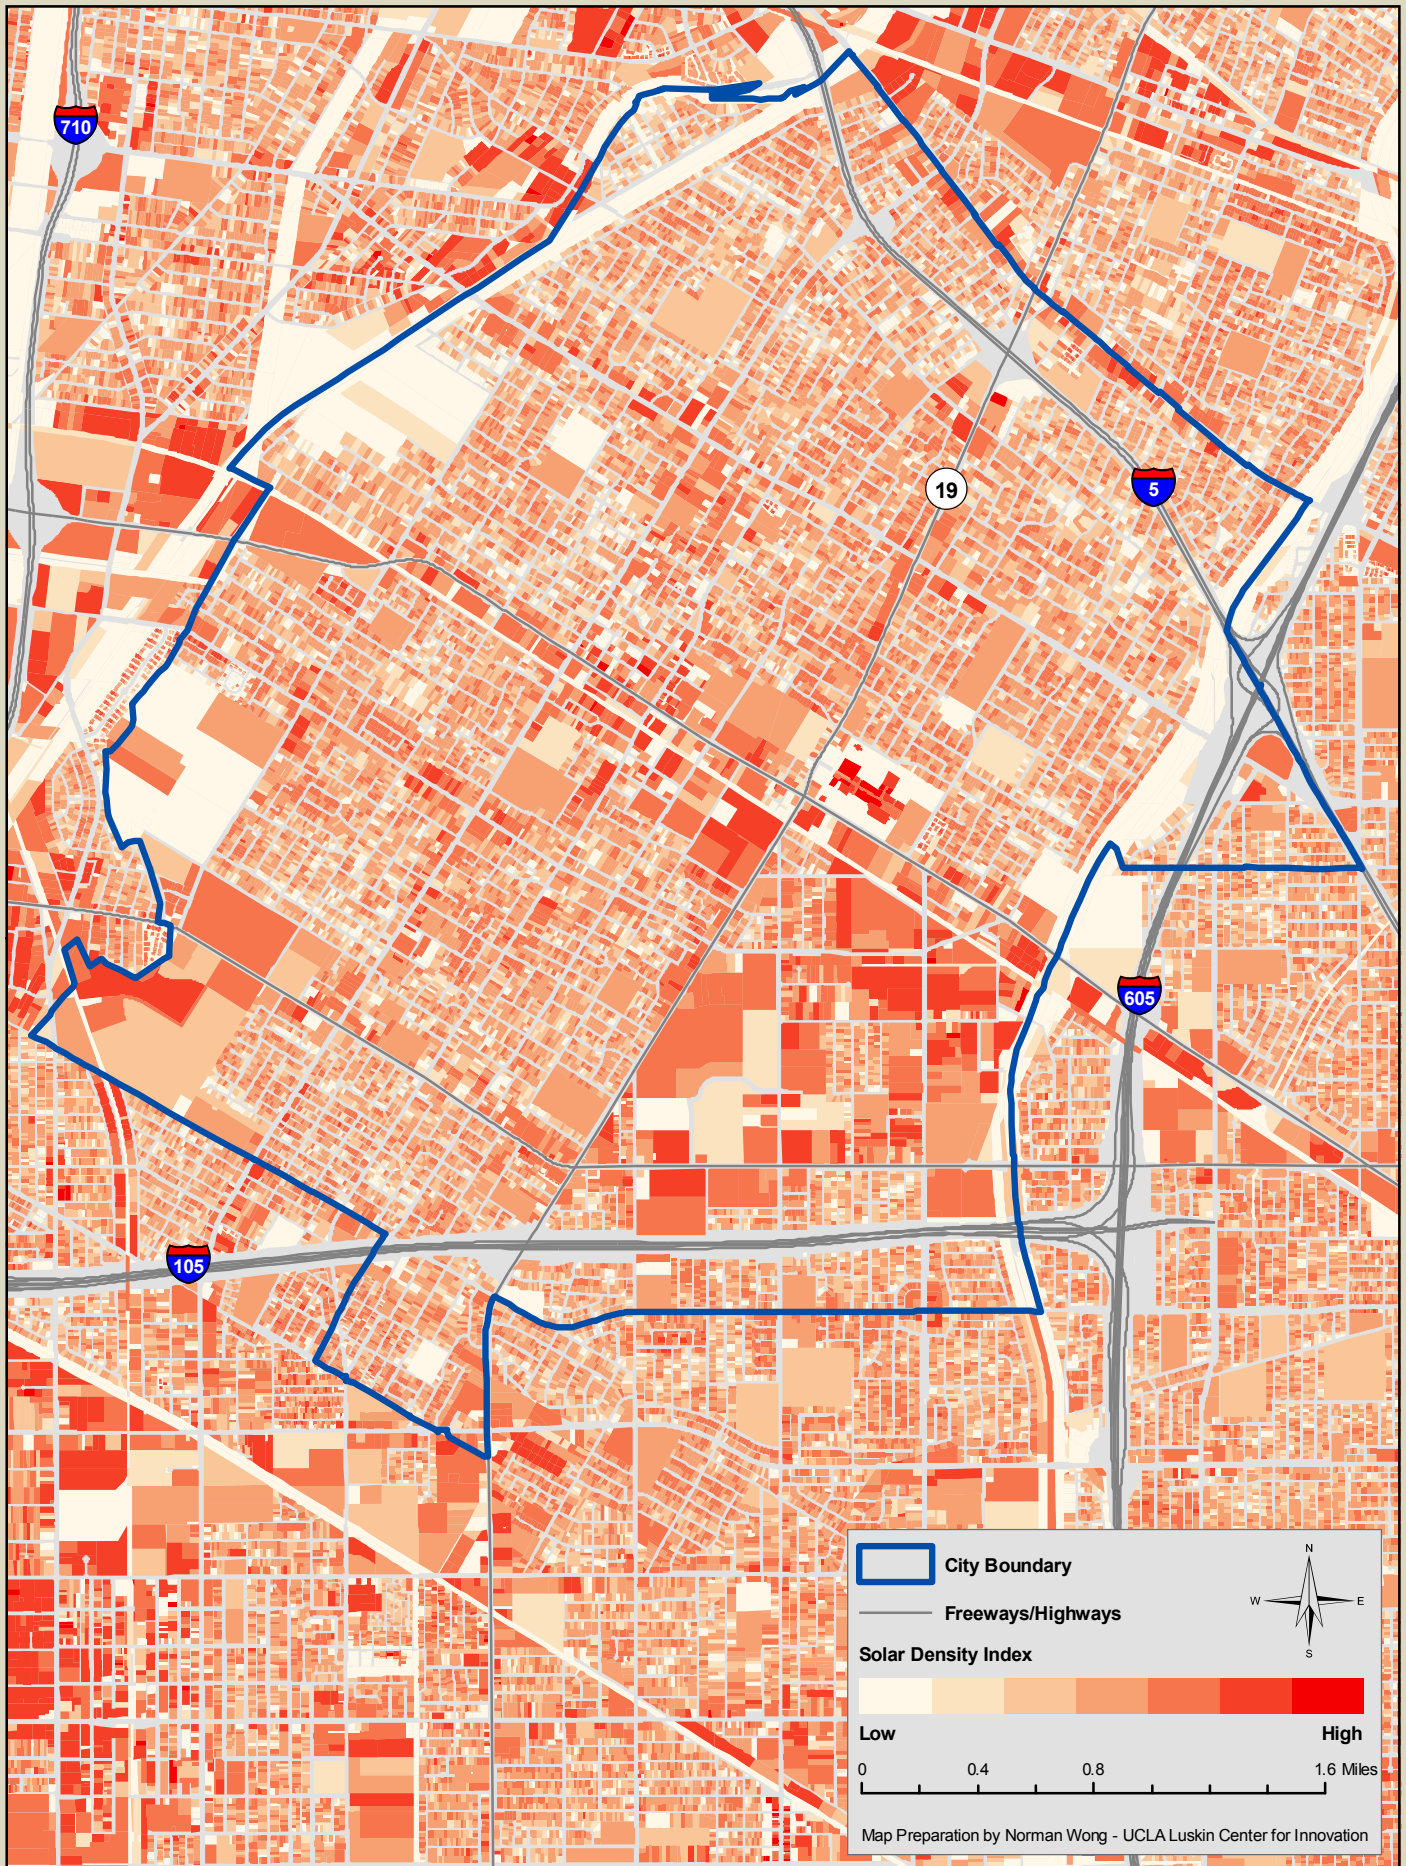 710
19
5
605
105
City Boundary
Freeways/Highways
Solar Density Index
Low High
0 0.4 0.8 1.6 Miles
N
W E
S
Map Preparation by Norman Wong - UCLA Luskin Center for Innovation